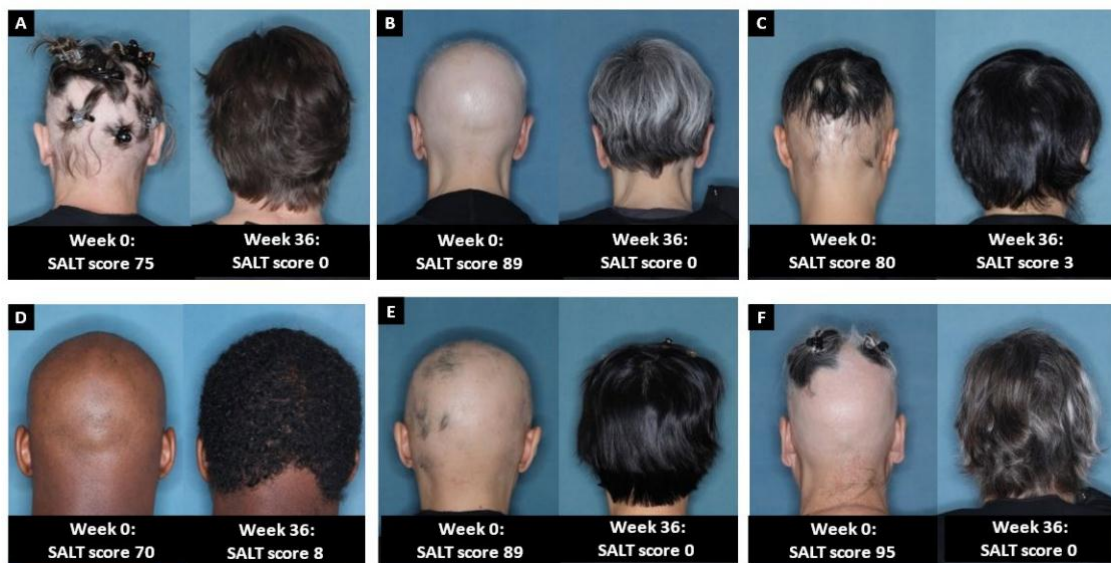 A
B
C
Week 0:
SALT score 75
Week 36:
SALT score 0
Week 0:
SALT score 89
Week 36:
SALT score 0
Week 0:
SALT score 80
Week 36:
SALT score 3
D
E
F
Week 0:
SALT score 70
Week 36:
SALT score 8
Week 0:
SALT score 89
Week 36:
SALT score 0
Week 0:
SALT score 95
Week 36:
SALT score 0